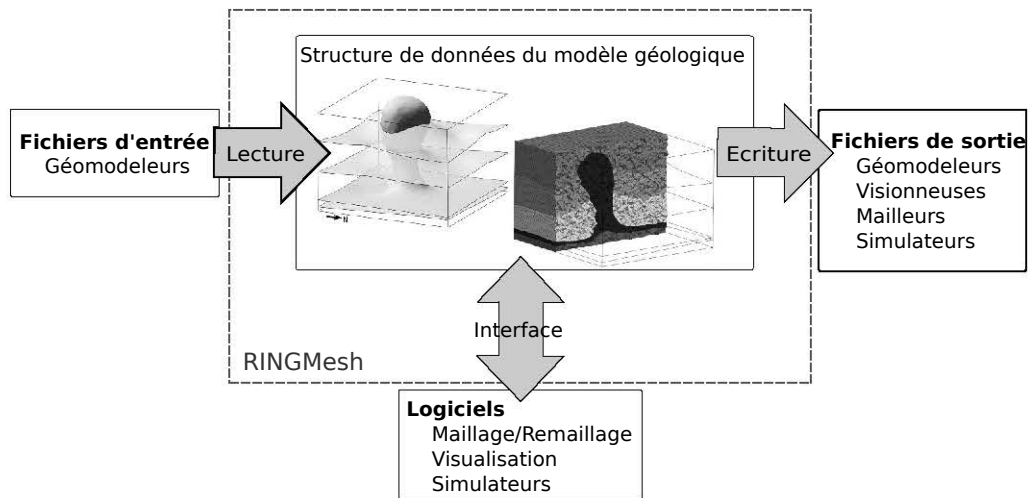 Structure de données du modèle géologique
Fichiers d'entrée
Géomodeleurs
Lecture
Ecriture
Fichiers de sortie
Géomodeleurs
Visionneuses
Mailleurs
Simulateurs
Interface
RINGMesh
Logiciels
Maillage/Remaillage
Visualisation
Simulateurs